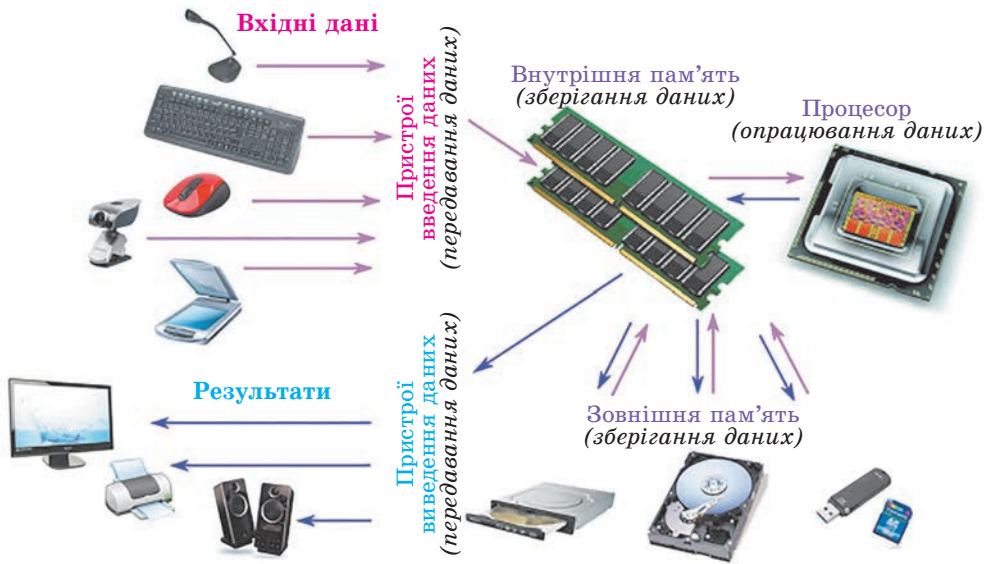 Вхідні дані
Пристрої
введення даних
(передавання даних)
Внутрішня пам’ять
(зберігання даних)
Процесор
(опрацювання даних)
Результати
Пристрої
виведення даних
(передавання даних)
Зовнішня пам’ять
(зберігання даних)